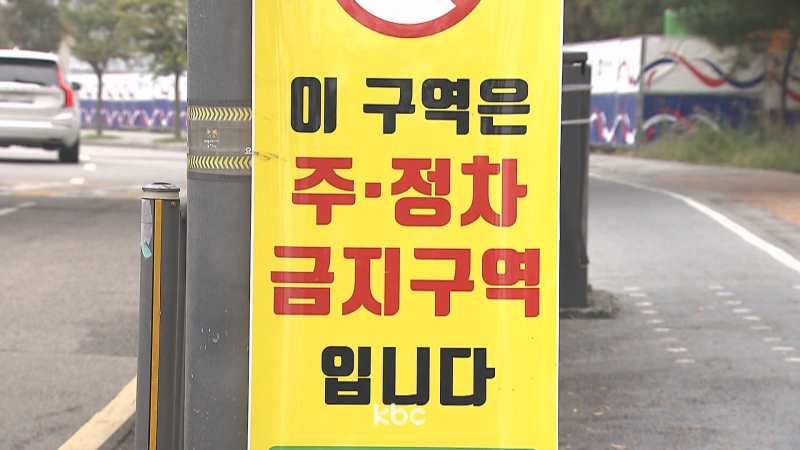 이 구역은
주·정차
금지구역
입니다
kbc